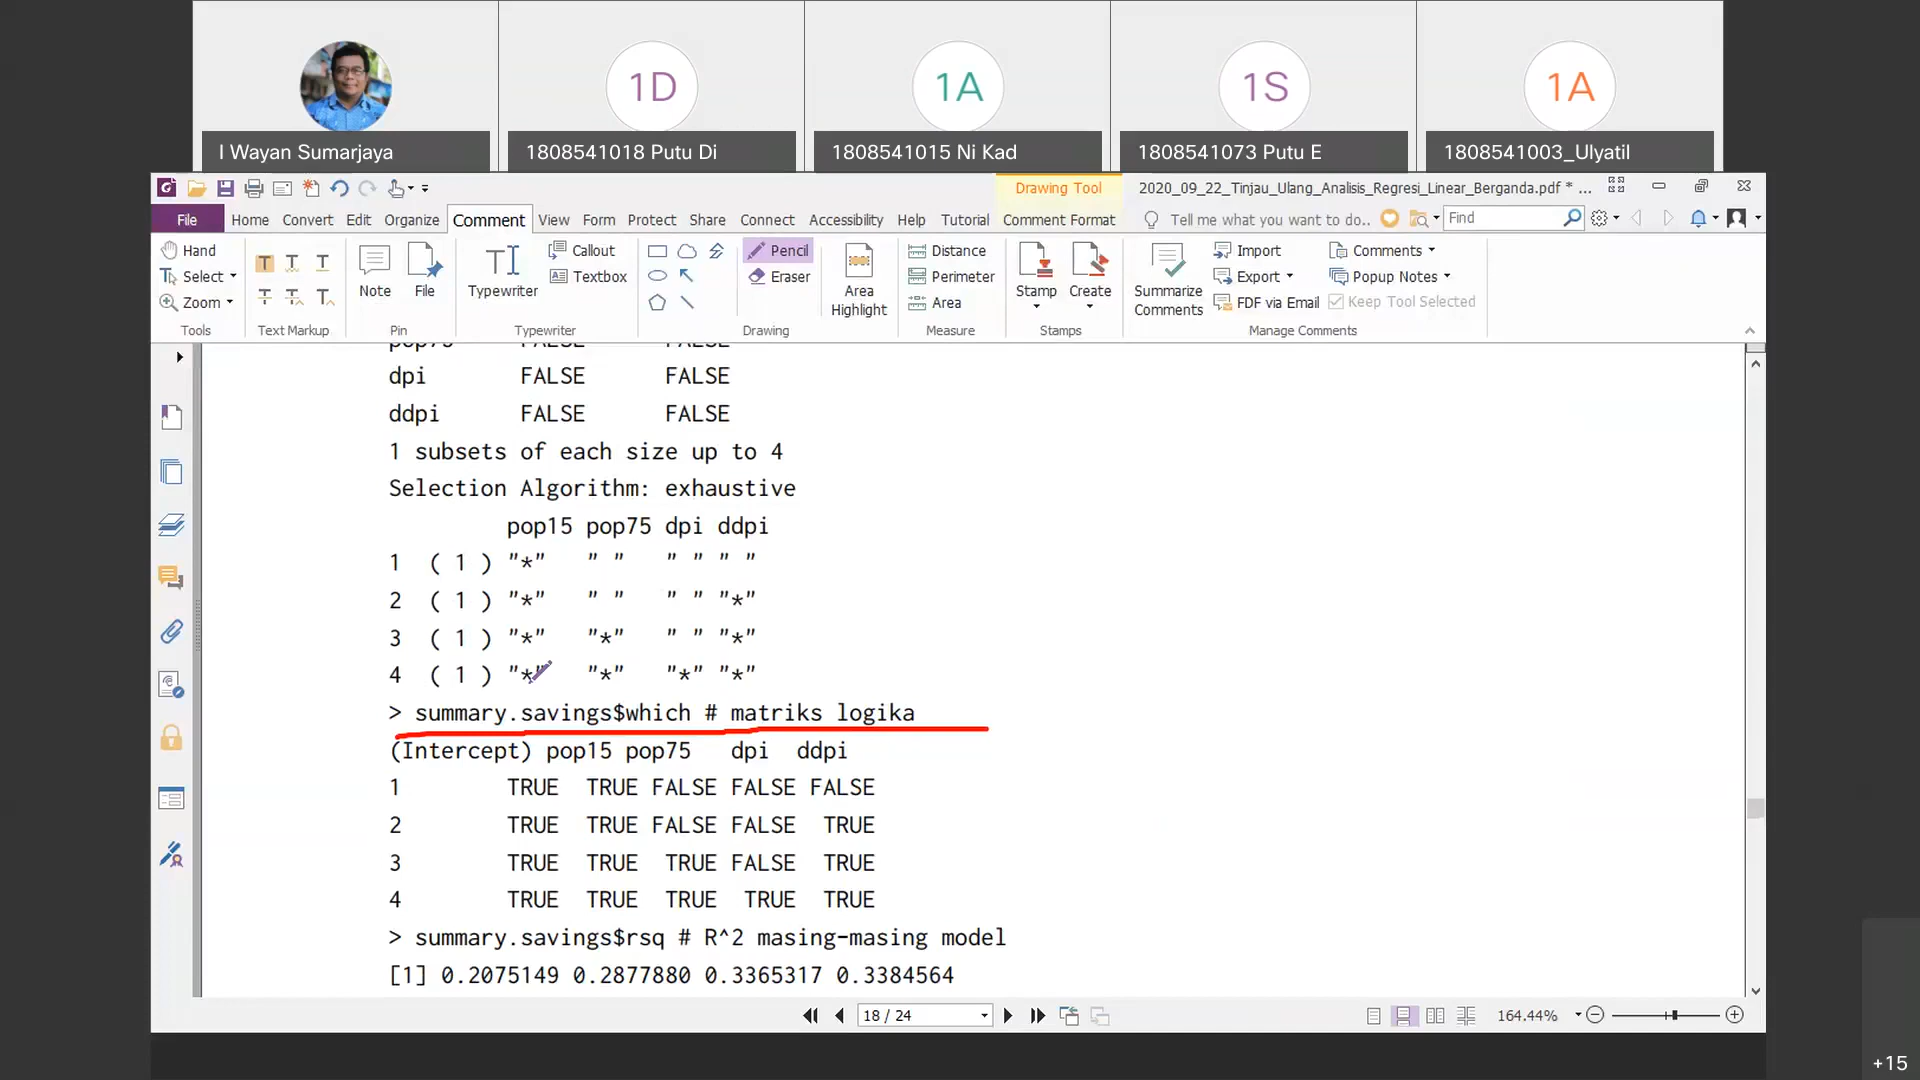 1D
1A
1S
1A
I Wayan Sumarjaya
1808541018 Putu Di
1808541015 Ni Kad
1808541073 Putu E
1808541003_Ulyatil
Drawing Tool
2020_09_22_Tinjau_Ulang_Analisis_Regresi_Linear_Berganda.pdf * ...
File Home Convert Edit Organize Comment View Form Protect Share Connect Accessibility Help Tutorial Comment Format Tell me what you want to do.. Find
Hand
Select
Zoom
Tools
Text Markup
Note
File
Pin
Typewriter
Callout
Textbox
Typewriter
Pencil
Eraser
Area Highlight
Drawing
Distance
Perimeter
Area
Measure
Stamp
Create
Stamps
Summarize Comments
Import
Export
FDF via Email
Comments
Popup Notes
Keep Tool Selected
Manage Comments
pop75 FALSE FALSE
dpi FALSE FALSE
ddpi FALSE FALSE
1 subsets of each size up to 4
Selection Algorithm: exhaustive
pop15 pop75 dpi ddpi
1 ( 1 ) "*" " " " " " "
2 ( 1 ) "*" " " " " "*"
3 ( 1 ) "*" "*" " " "*"
4 ( 1 ) "*" "*" "*" "*"
> summary.savings$which # matriks logika
(Intercept) pop15 pop75 dpi ddpi
1 TRUE TRUE FALSE FALSE FALSE
2 TRUE TRUE FALSE FALSE TRUE
3 TRUE TRUE TRUE FALSE TRUE
4 TRUE TRUE TRUE TRUE TRUE
> summary.savings$rsq # R^2 masing-masing model
[1] 0.2075149 0.2877880 0.3365317 0.3384564
18 / 24
164.44%
+15